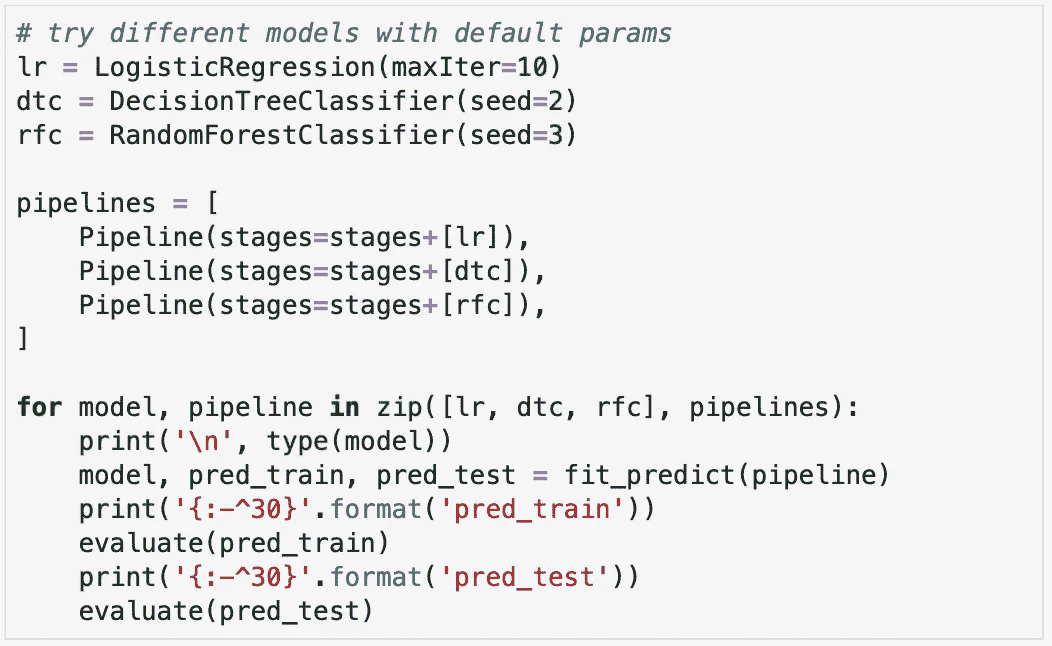 # try different models with default params
lr = LogisticRegression(maxIter=10)
dtc = DecisionTreeClassifier(seed=2)
rfc = RandomForestClassifier(seed=3)

pipelines = [
    Pipeline(stages=stages+[lr]),
    Pipeline(stages=stages+[dtc]),
    Pipeline(stages=stages+[rfc]),
]

for model, pipeline in zip([lr, dtc, rfc], pipelines):
    print('\n', type(model))
    model, pred_train, pred_test = fit_predict(pipeline)
    print('{:-^30}'.format('pred_train'))
    evaluate(pred_train)
    print('{:-^30}'.format('pred_test'))
    evaluate(pred_test)